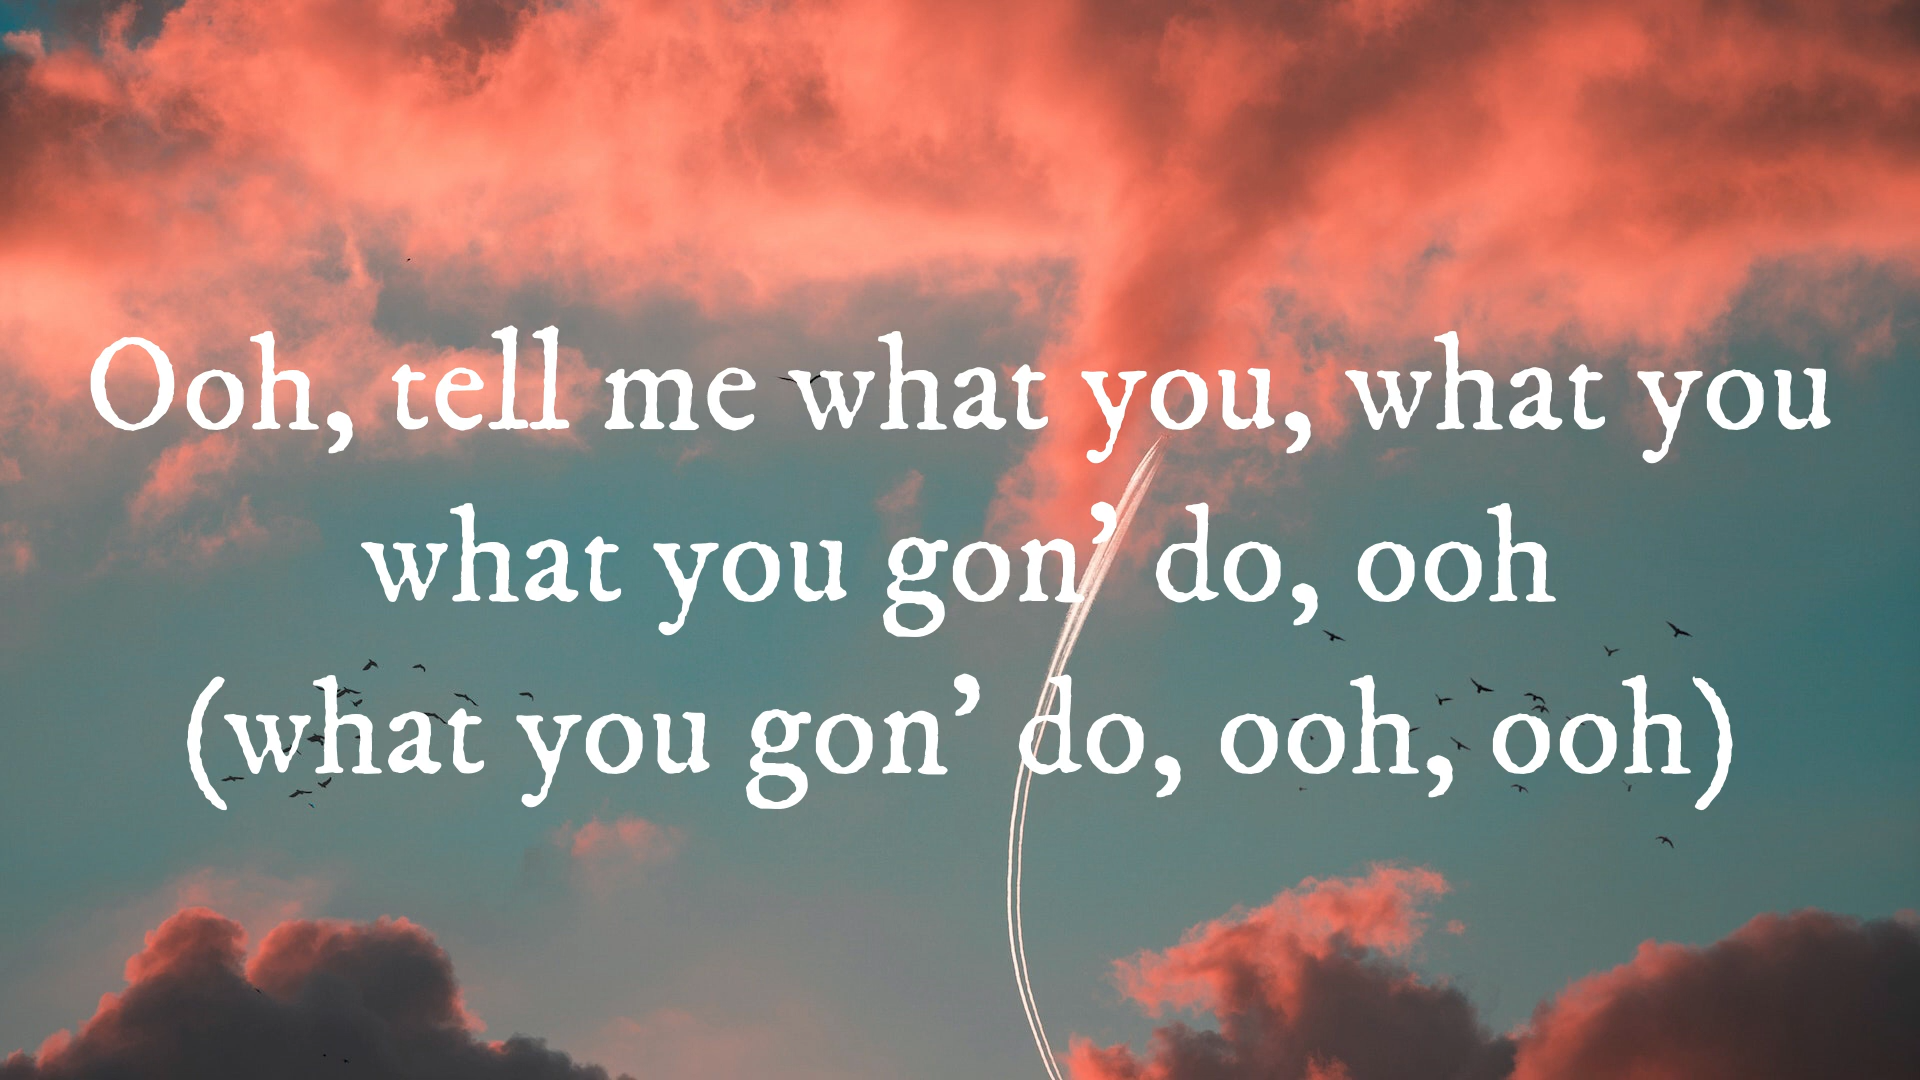 Ooh, tell me what you, what you
what you gon’ do, ooh
(what you gon’ do, ooh, ooh)